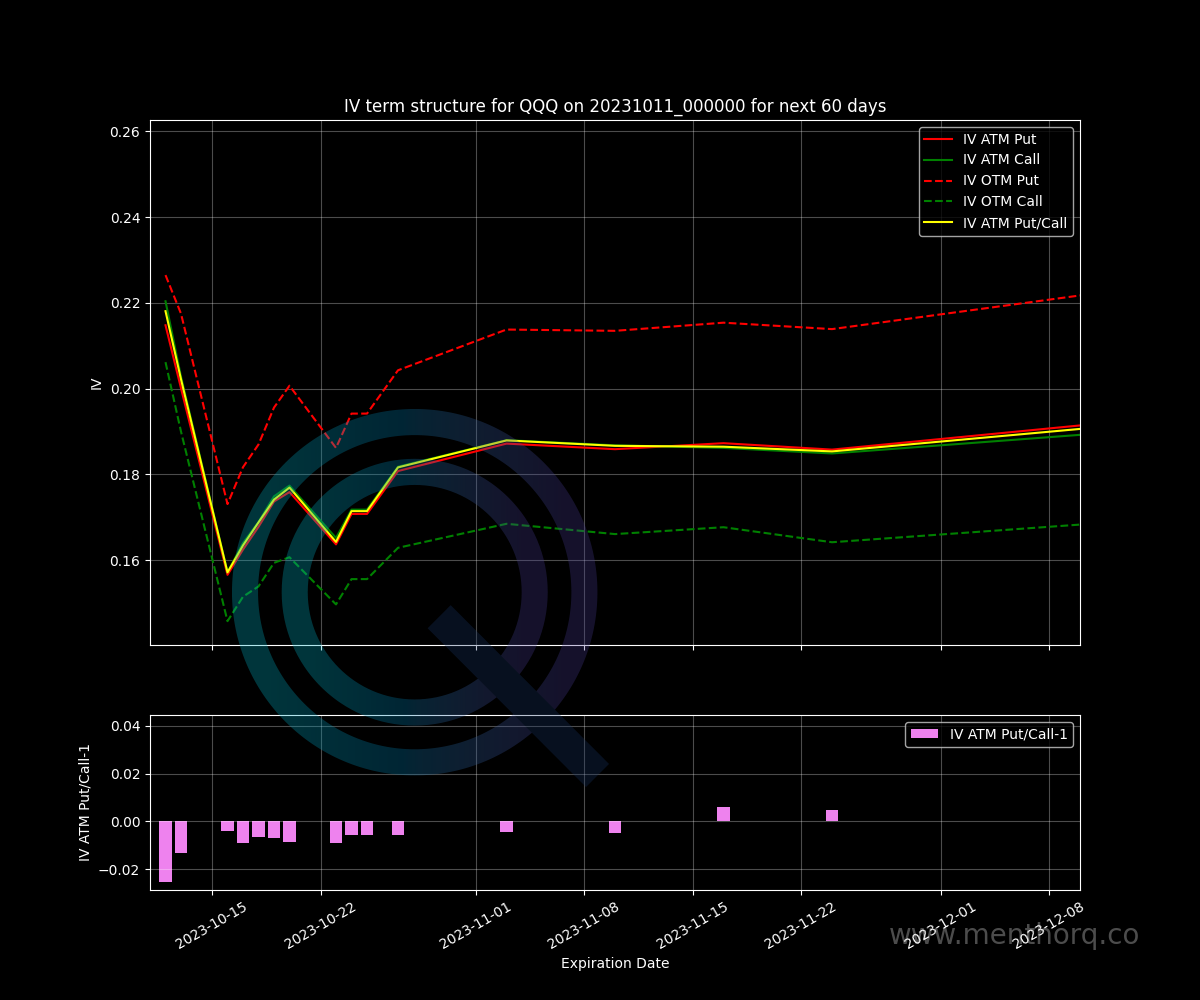 IV term structure for QQQ on 20231011_000000 for next 60 days
IV
0.26
0.24
0.22
0.20
0.18
0.16
IV ATM Put
IV ATM Call
IV OTM Put
IV OTM Call
IV ATM Put/Call
IV ATM Put/Call-1
0.04
0.02
0.00
−0.02
IV ATM Put/Call-1
2023-10-15
2023-10-22
2023-11-01
2023-11-08
2023-11-15
2023-11-22
2023-12-01
2023-12-08
www.menthorq.co
Expiration Date